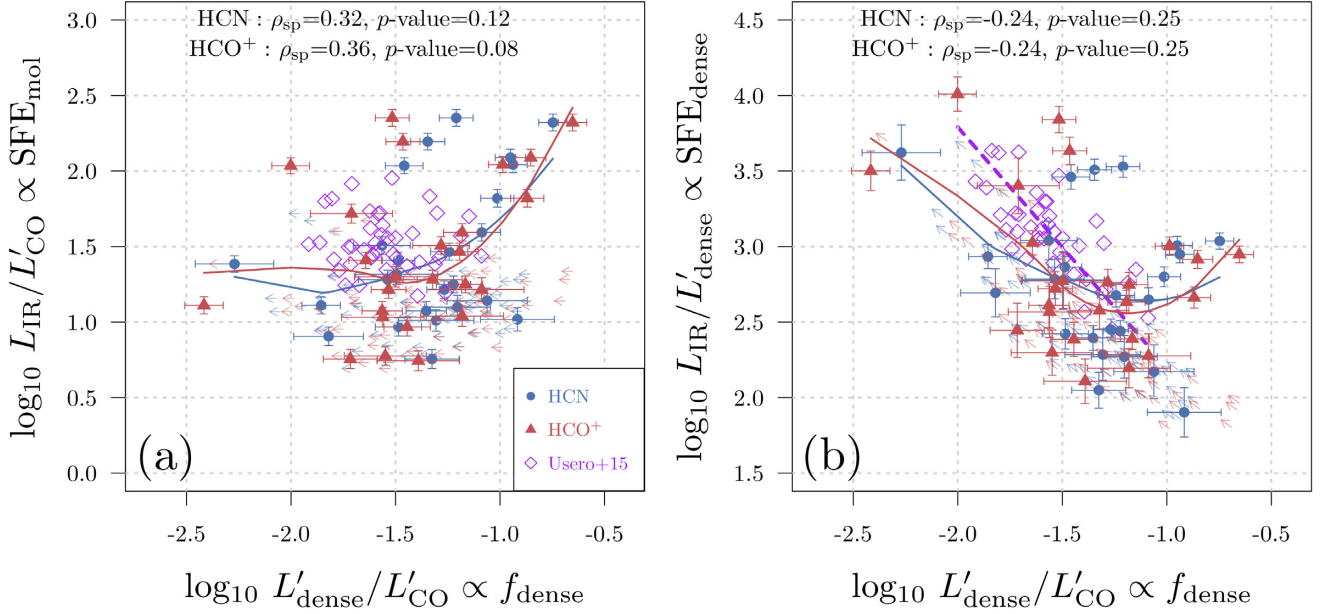 HCN : ρsp=0.32, p-value=0.12
HCO+ : ρsp=0.36, p-value=0.08
log10 LIR/L′CO ∝ SFEmol
3.0
2.5
2.0
1.5
1.0
0.5
0.0
HCN
HCO+
Usero+15
(a)
-2.5 -2.0 -1.5 -1.0 -0.5
log10 L′dense/L′CO ∝ fdense
HCN : ρsp=-0.24, p-value=0.25
HCO+ : ρsp=-0.24, p-value=0.25
log10 LIR/L′dense ∝ SFEdense
4.5
4.0
3.5
3.0
2.5
2.0
1.5
(b)
-2.5 -2.0 -1.5 -1.0 -0.5
log10 L′dense/L′CO ∝ fdense